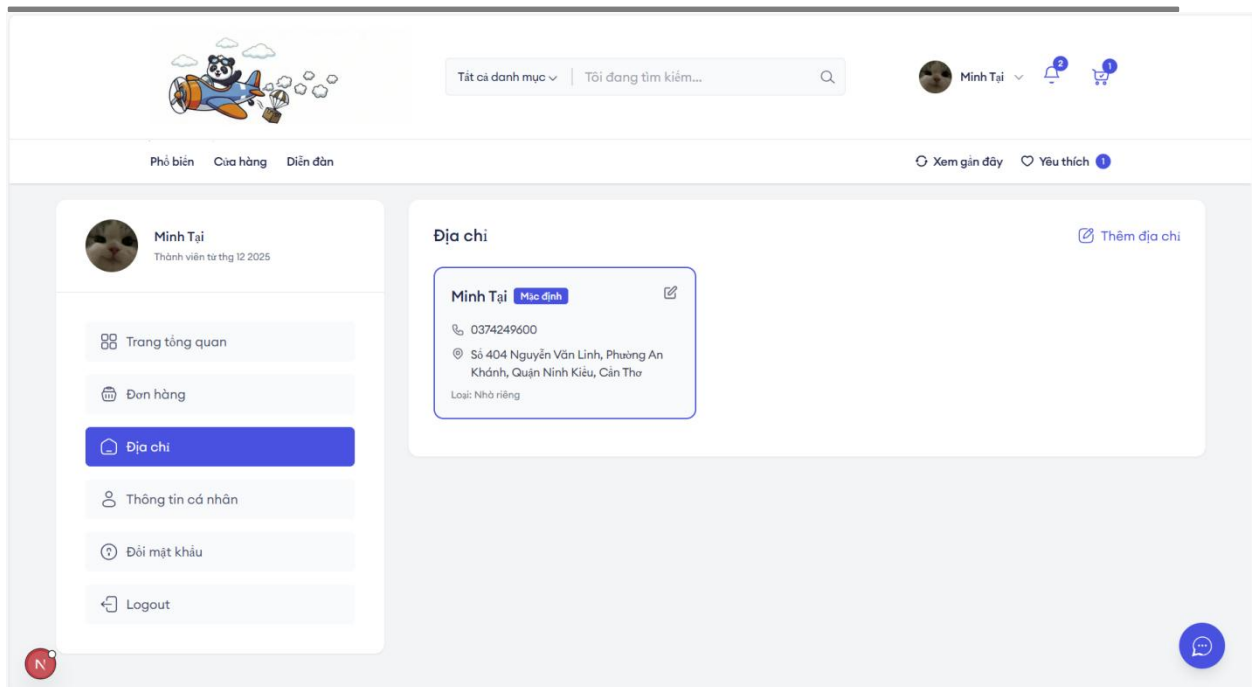 Tất cả danh mục
Tôi đang tìm kiếm...
Minh Tại
2
1
Phổ biến
Cửa hàng
Diễn đàn
Xem gần đây
Yêu thích 1
Minh Tại
Thành viên từ thg 12 2025
Trang tổng quan
Đơn hàng
Địa chỉ
Thông tin cá nhân
Đổi mật khẩu
Logout
Địa chỉ
Thêm địa chỉ
Minh Tại Mặc định
0374249600
Số 404 Nguyễn Văn Linh, Phường An
Khánh, Quận Ninh Kiều, Cần Thơ
Loại: Nhà riêng
N